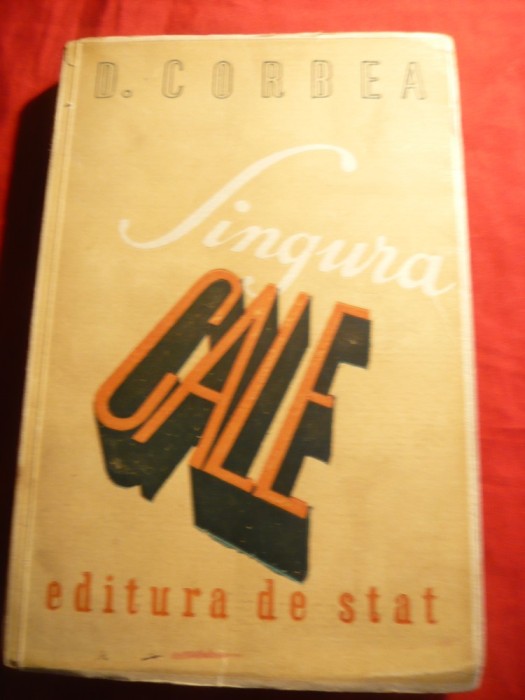 D. CORBEA
Singura
CALE
editura de stat